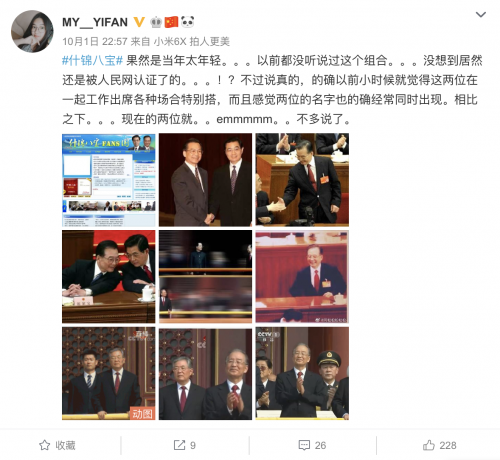 MY__YIFAN
10月1日 22:57 来自 小米6X 拍人更美
#什锦八宝# 果然是当年太年轻。。。以前都没听说过这个组合。。。没想到居然
还是被人民网认证了的。。。！？不过说真的，的确以前小时候就觉得这两位在
一起工作出席各种场合特别搭，而且感觉两位的名字也的确经常同时出现。相比
之下。。。现在的两位就。。emmmmm。。不多说了。
什锦八宝-FANS!
动图
CCTV
收藏
9
26
228